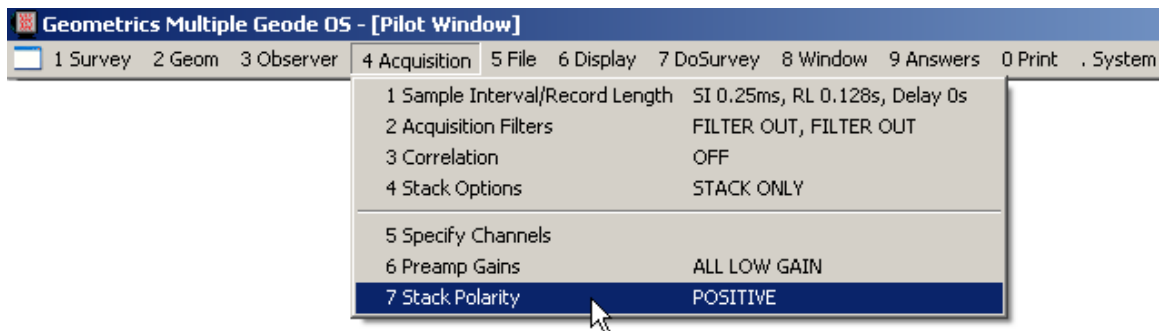 Geometrics Multiple Geode OS - [Pilot Window]
1 Survey 2 Geom 3 Observer 4 Acquisition 5 File 6 Display 7 DoSurvey 8 Window 9 Answers 0 Print . System
1 Sample Interval/Record Length SI 0.25ms, RL 0.128s, Delay 0s
2 Acquisition Filters FILTER OUT, FILTER OUT
3 Correlation OFF
4 Stack Options STACK ONLY
5 Specify Channels
6 Preamp Gains ALL LOW GAIN
7 Stack Polarity POSITIVE